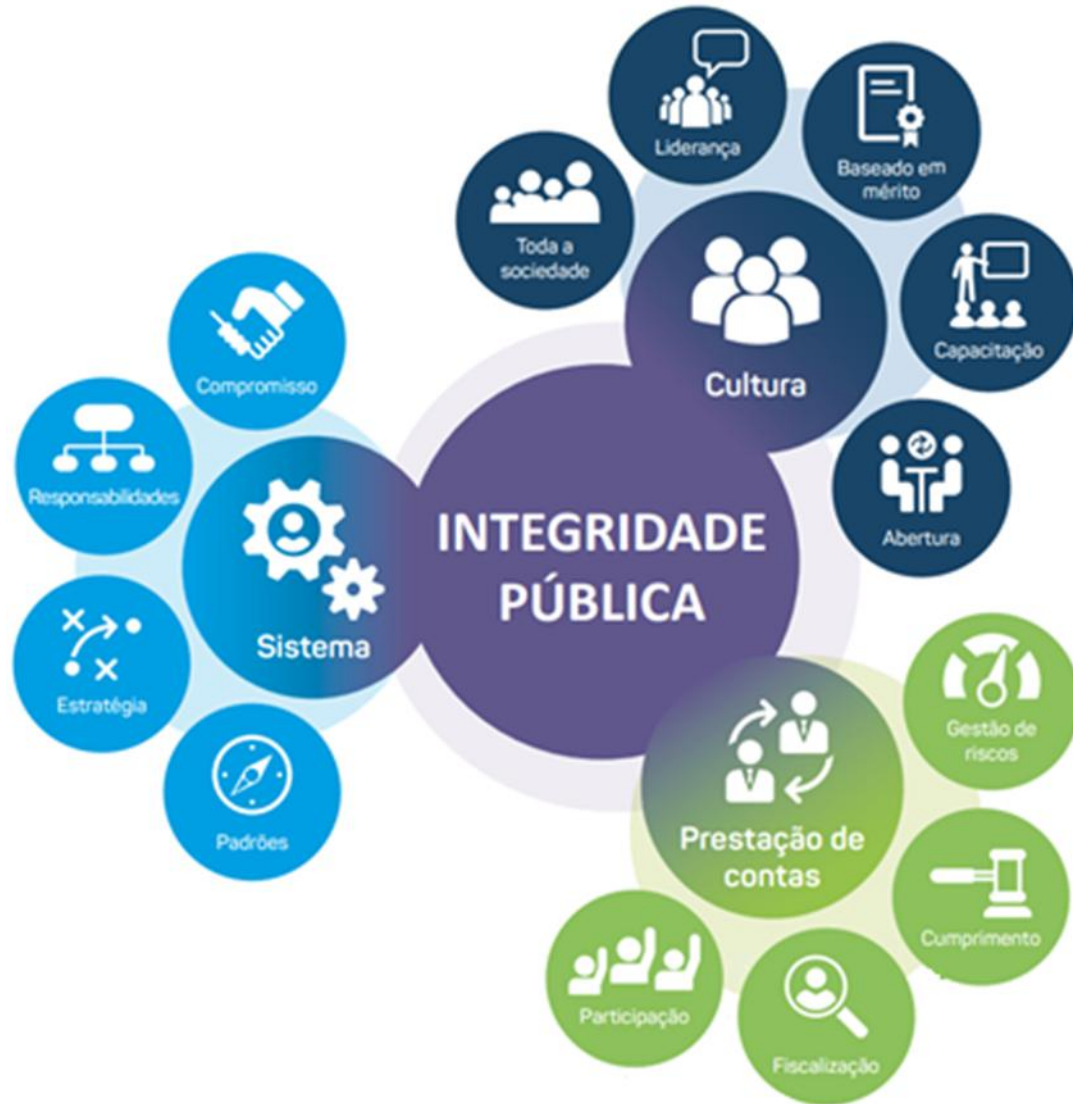 Liderança
Baseado em
mérito
Toda a
sociedade
Capacitação
Cultura
Abertura
Compromisso
Responsabilidades
Sistema
Estratégia
Padrões
INTEGRIDADE
PÚBLICA
Gestão de
riscos
Prestação de
contas
Cumprimento
Participação
Fiscalização